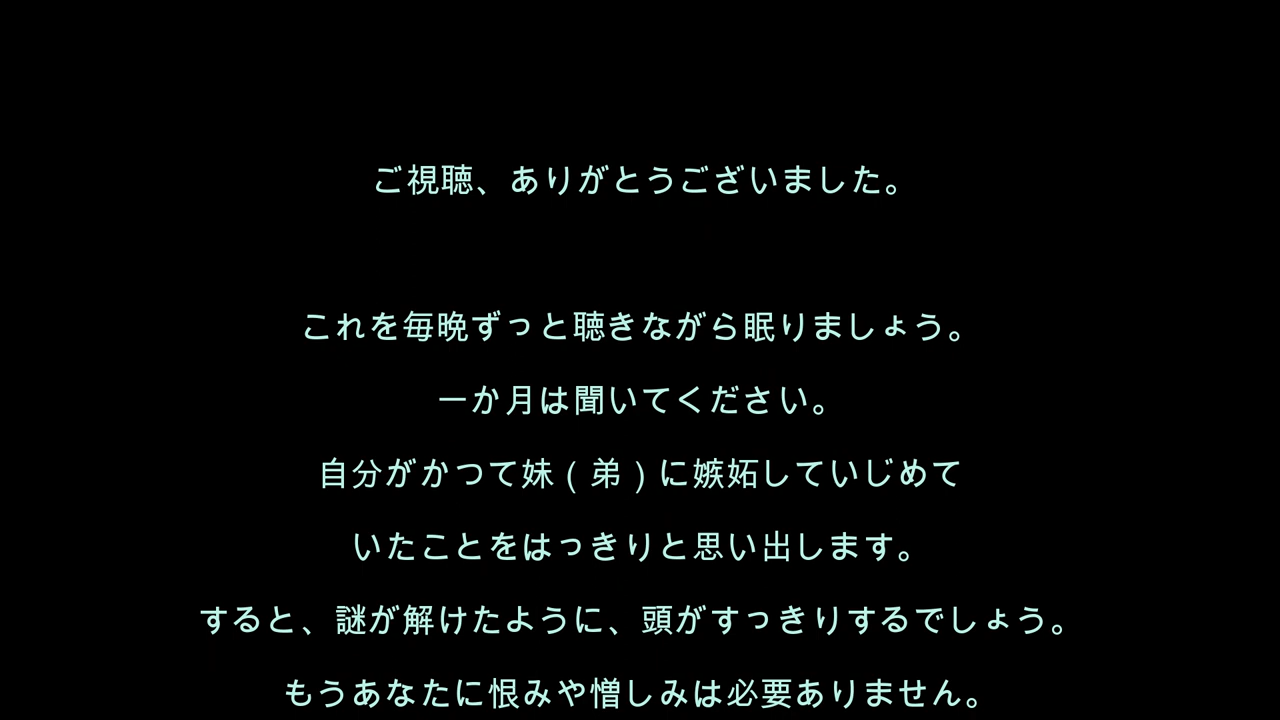 ご視聴、ありがとうございました。
これを毎晩ずっと聴きながら眠りましょう。
一か月は聞いてください。
自分がかつて妹(弟)に嫉妬していじめて
いたことをはっきりと思い出します。
すると、謎が解けたように、頭がすっきりするでしょう。
もうあなたに恨みや憎しみは必要ありません。